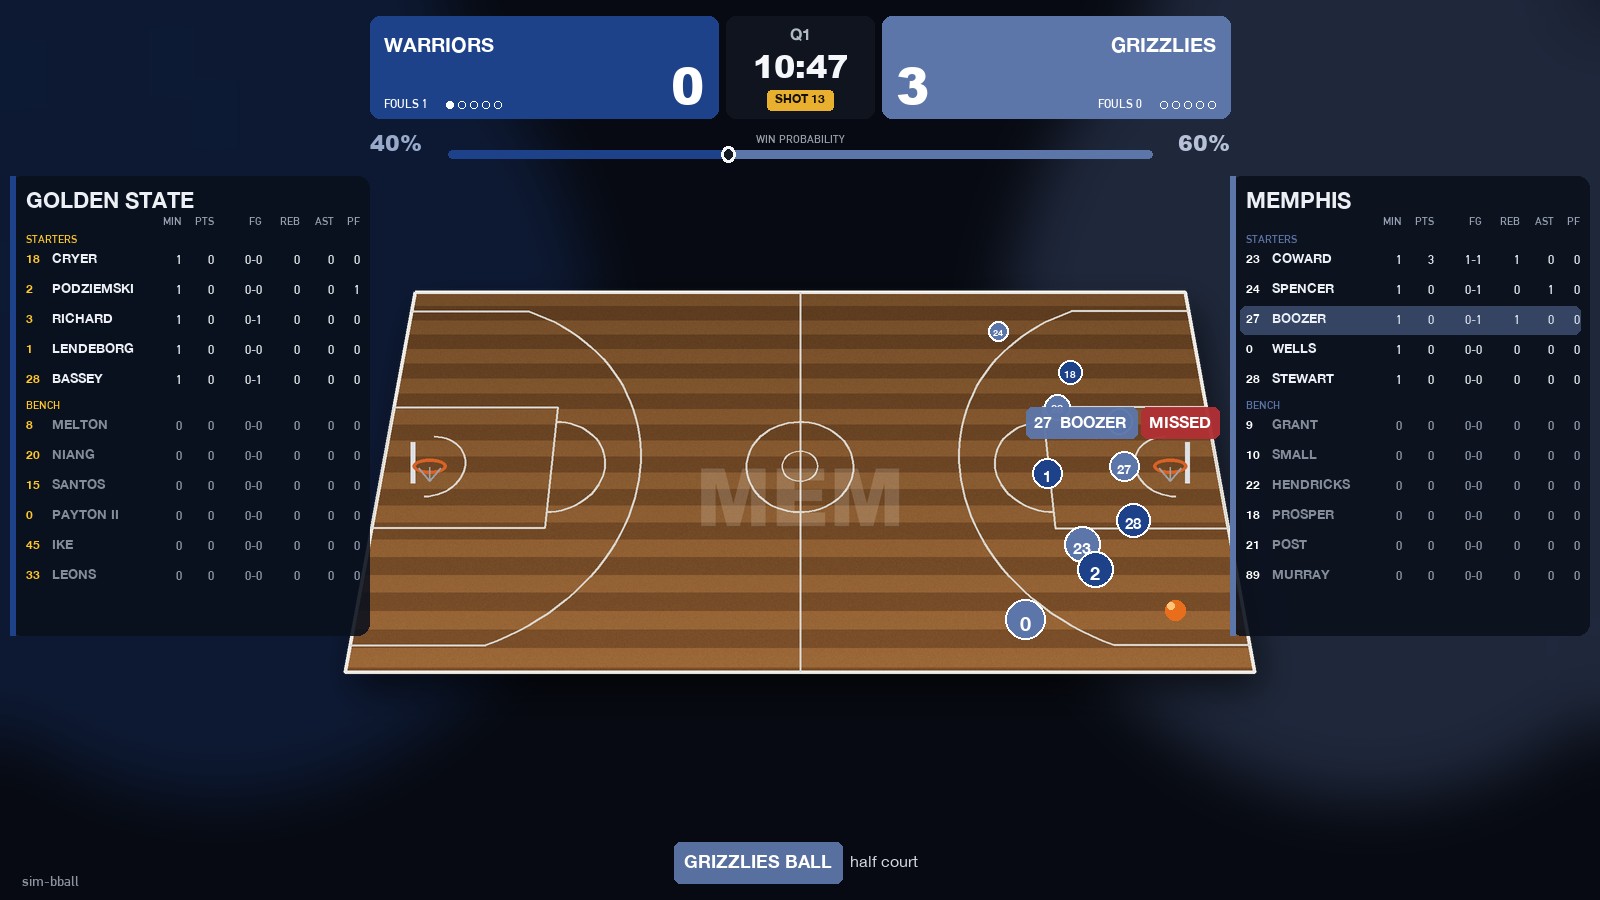 WARRIORS
0
FOULS 1
Q1
10:47
SHOT 13
GRIZZLIES
3
FOULS 0
40%
WIN PROBABILITY
60%
GOLDEN STATE
MIN PTS FG REB AST PF
STARTERS
18 CRYER 1 0 0-0 0 0 0
2 PODZIEMSKI 1 0 0-0 0 0 1
3 RICHARD 1 0 0-1 0 0 0
1 LENDEBORG 1 0 0-0 0 0 0
28 BASSEY 1 0 0-1 0 0 0
BENCH
8 MELTON 0 0 0-0 0 0 0
20 NIANG 0 0 0-0 0 0 0
15 SANTOS 0 0 0-0 0 0 0
0 PAYTON II 0 0 0-0 0 0 0
45 IKE 0 0 0-0 0 0 0
33 LEONS 0 0 0-0 0 0 0
MEMPHIS
MIN PTS FG REB AST PF
STARTERS
23 COWARD 1 3 1-1 1 0 0
24 SPENCER 1 0 0-1 0 1 0
27 BOOZER 1 0 0-1 1 0 0
0 WELLS 1 0 0-0 0 0 0
28 STEWART 1 0 0-0 0 0 0
BENCH
9 GRANT 0 0 0-0 0 0 0
10 SMALL 0 0 0-0 0 0 0
22 HENDRICKS 0 0 0-0 0 0 0
18 PROSPER 0 0 0-0 0 0 0
21 POST 0 0 0-0 0 0 0
89 MURRAY 0 0 0-0 0 0 0
24
18
27 BOOZER MISSED
1
27
MEM
28
23
2
0
GRIZZLIES BALL half court
sim-bball